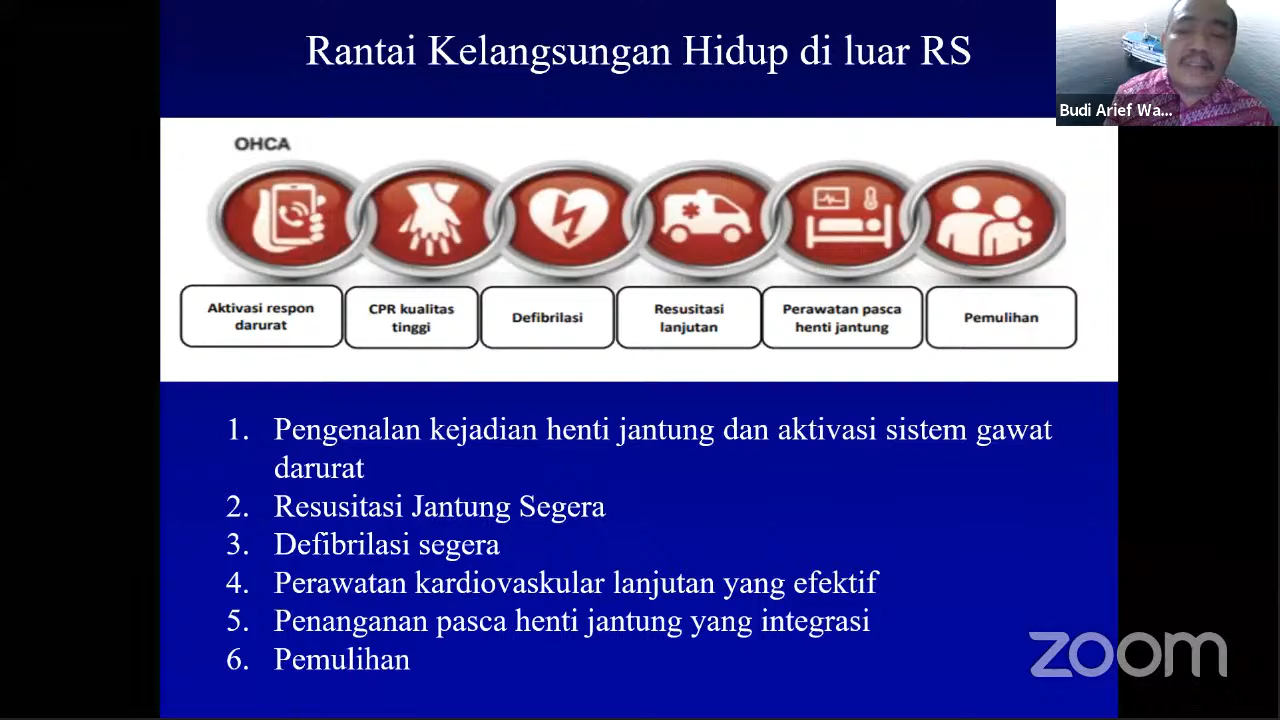 Rantai Kelangsungan Hidup di luar RS
Budi Arief Wa...
OHCA
Aktivasi respon
darurat
CPR kualitas
tinggi
Defibrilasi
Resusitasi
lanjutan
Perawatan pasca
henti jantung
Pemulihan
1. Pengenalan kejadian henti jantung dan aktivasi sistem gawat
darurat
2. Resusitasi Jantung Segera
3. Defibrilasi segera
4. Perawatan kardiovaskular lanjutan yang efektif
5. Penanganan pasca henti jantung yang integrasi
6. Pemulihan
zoom